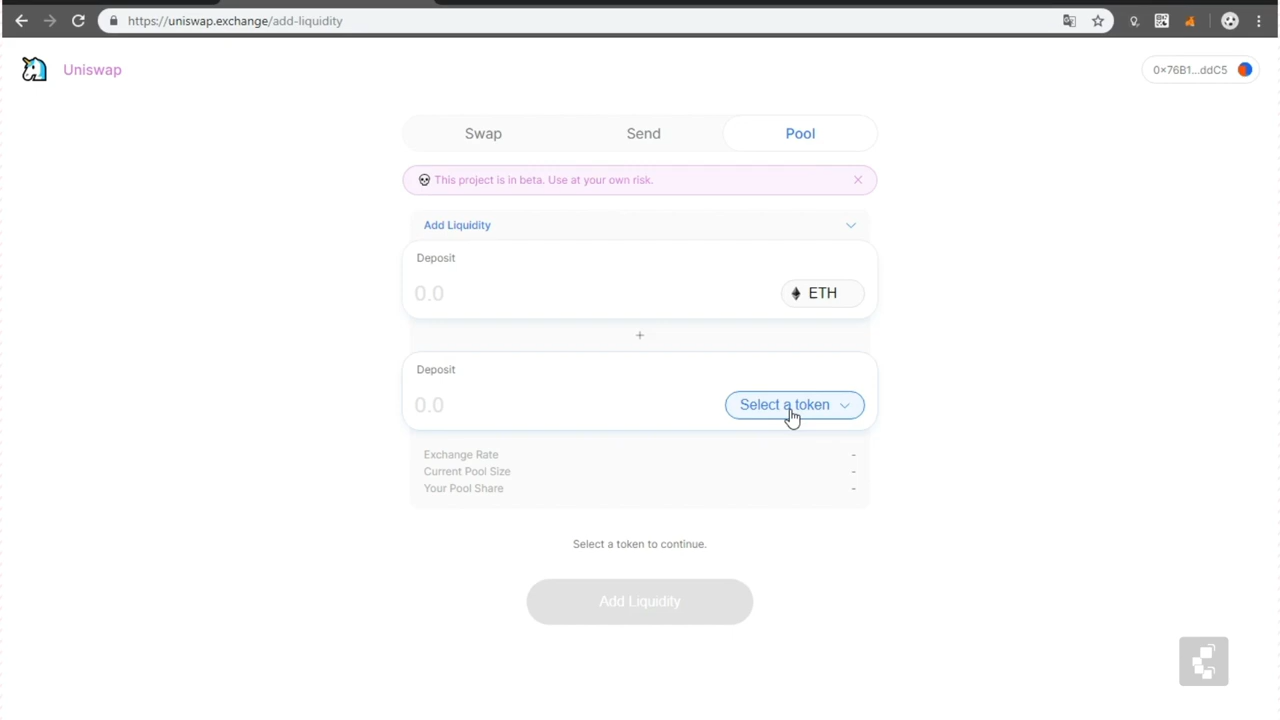 https://uniswap.exchange/add-liquidity
Uniswap
0×76B1...ddC5
Swap
Send
Pool
This project is in beta. Use at your own risk.
Add Liquidity
Deposit
0.0
ETH
+
Deposit
0.0
Select a token
Exchange Rate -
Current Pool Size -
Your Pool Share -
Select a token to continue.
Add Liquidity